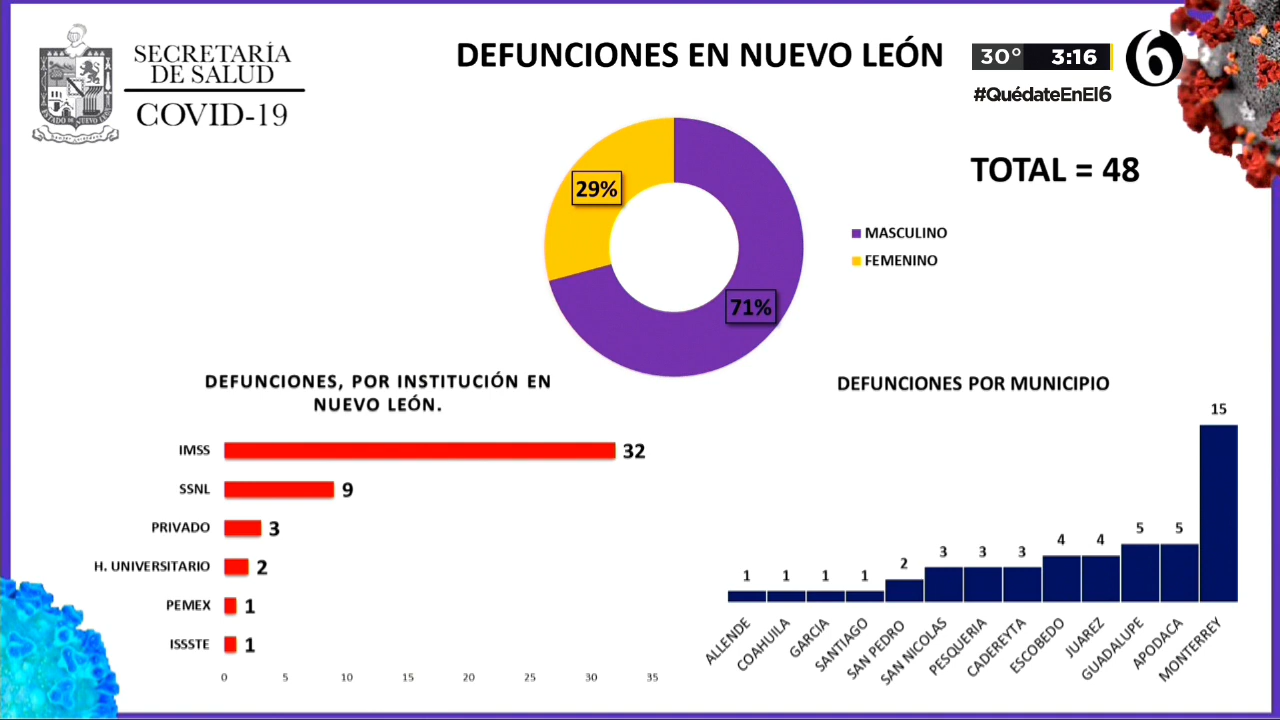 SECRETARÍA
DE SALUD
COVID-19
DEFUNCIONES EN NUEVO LEÓN
30° 3:16
6
#QuédateEnEl6
TOTAL = 48
29%
71%
MASCULINO
FEMENINO
DEFUNCIONES, POR INSTITUCIÓN EN
NUEVO LEÓN.
IMSS 32
SSNL 9
PRIVADO 3
H. UNIVERSITARIO 2
PEMEX 1
ISSSTE 1
0 5 10 15 20 25 30 35
DEFUNCIONES POR MUNICIPIO
1 1 1 1 2 3 3 3 4 4 5 5 15
ALLENDE
COAHUILA
GARCIA
SANTIAGO
SAN PEDRO
SAN NICOLAS
PESQUERIA
CADEREYTA
ESCOBEDO
JUAREZ
GUADALUPE
APODACA
MONTERREY